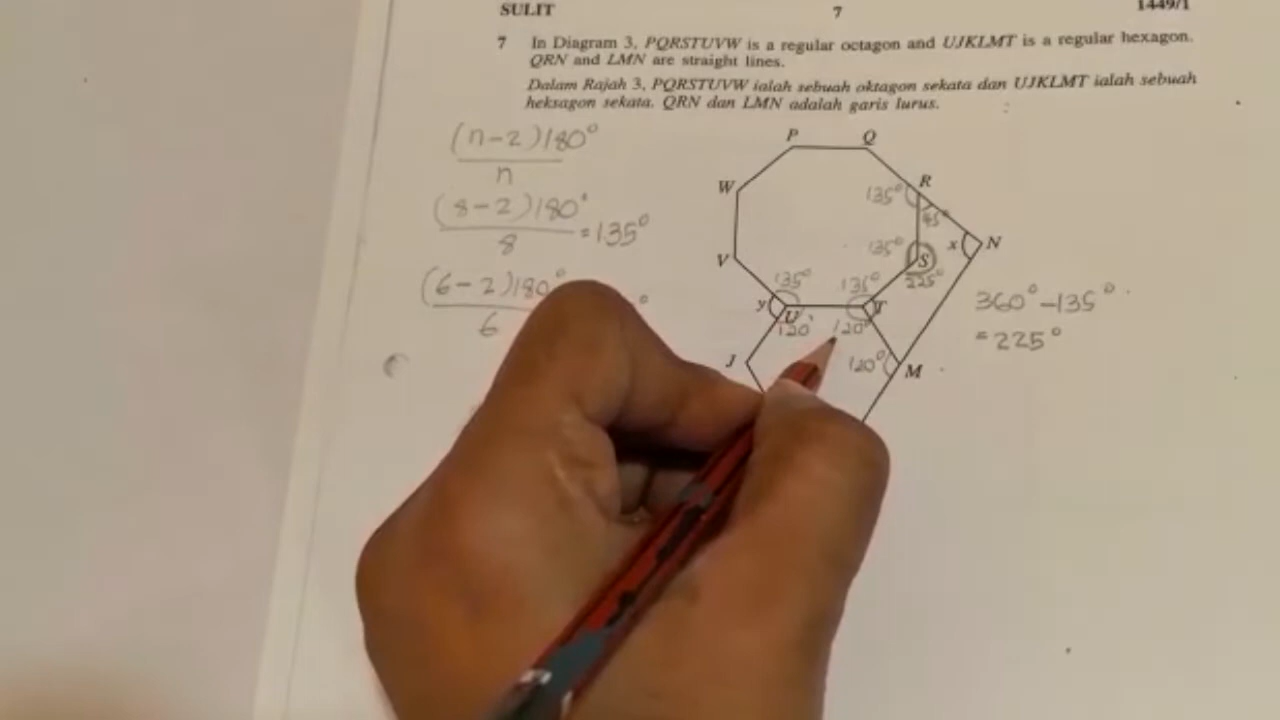 SULIT 7 1449/1
7 In Diagram 3, PQRSTUVW is a regular octagon and UJKLMT is a regular hexagon.
QRN and LMN are straight lines.
Dalam Rajah 3, PQRSTUVW ialah sebuah oktagon sekata dan UJKLMT ialah sebuah
heksagon sekata. QRN dan LMN adalah garis lurus.
(n-2)180°
n
(8-2)180°
8
=135°
(6-2)180°
6
°
P Q
W 135° R
45°
V 135° S x N
225°
135° 135°
y U T
120° 120°
J 120° M
360°-135°
=225°